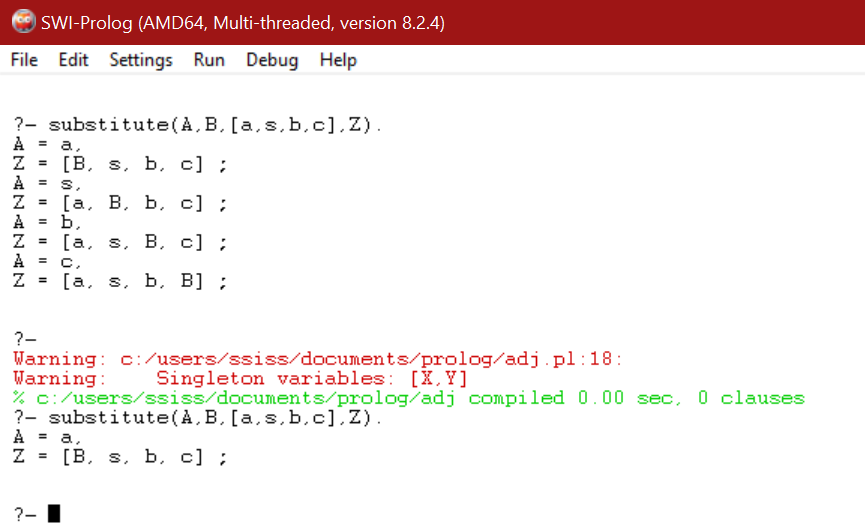 SWI-Prolog (AMD64, Multi-threaded, version 8.2.4)
File Edit Settings Run Debug Help
?- substitute(A,B,[a,s,b,c],Z).
A = a,
Z = [B, s, b, c] ;
A = s,
Z = [a, B, b, c] ;
A = b,
Z = [a, s, B, c] ;
A = c,
Z = [a, s, b, B] ;
?-
Warning: c:/users/ssiss/documents/prolog/adj.pl:18:
Warning:    Singleton variables: [X,Y]
% c:/users/ssiss/documents/prolog/adj compiled 0.00 sec, 0 clauses
?- substitute(A,B,[a,s,b,c],Z).
A = a,
Z = [B, s, b, c] ;
?-